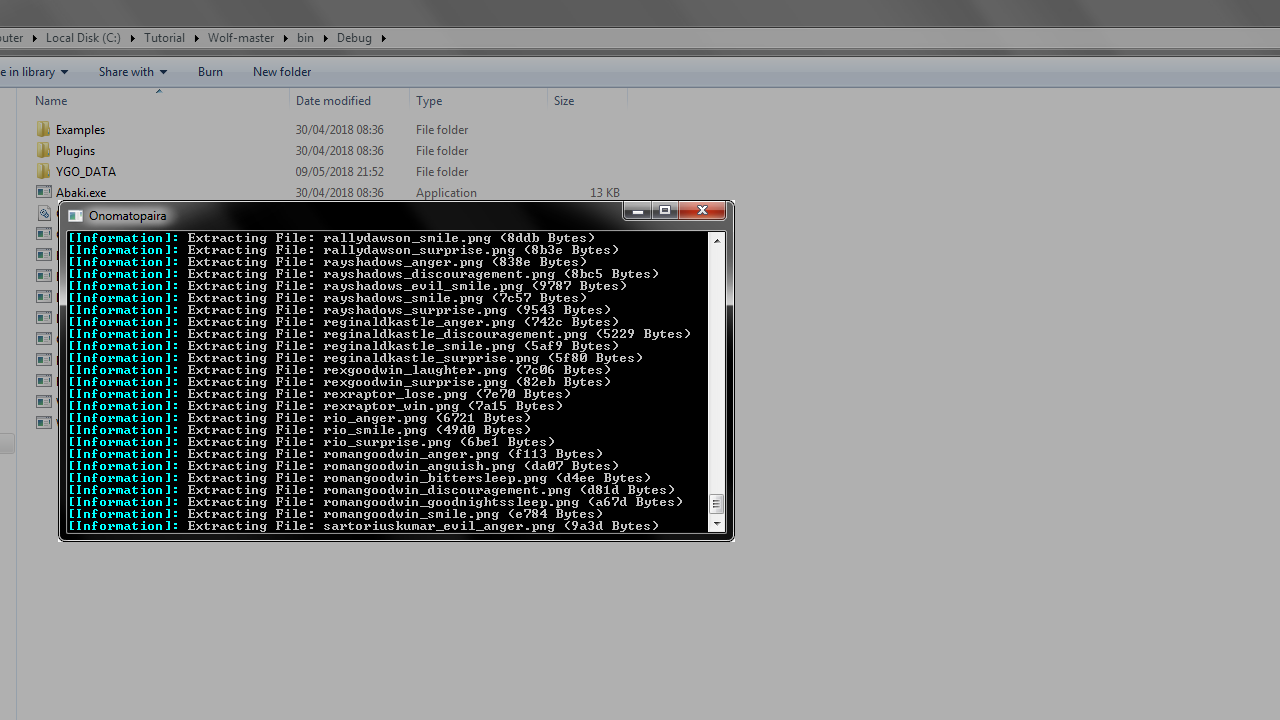 uter Local Disk (C:) Tutorial Wolf-master bin Debug
e in library Share with Burn New folder
Name Date modified Type Size
Examples 30/04/2018 08:36 File folder
Plugins 30/04/2018 08:36 File folder
YGO_DATA 09/05/2018 21:52 File folder
Abaki.exe 30/04/2018 08:36 Application 13 KB
Onomatopaira
[Information]: Extracting File: rallydawson_smile.png (8ddb Bytes)
[Information]: Extracting File: rallydawson_surprise.png (8b3e Bytes)
[Information]: Extracting File: rayshadows_anger.png (838e Bytes)
[Information]: Extracting File: rayshadows_discouragement.png (8bc5 Bytes)
[Information]: Extracting File: rayshadows_evil_smile.png (9787 Bytes)
[Information]: Extracting File: rayshadows_smile.png (7c57 Bytes)
[Information]: Extracting File: rayshadows_surprise.png (9543 Bytes)
[Information]: Extracting File: reginaldkastle_anger.png (742c Bytes)
[Information]: Extracting File: reginaldkastle_discouragement.png (5229 Bytes)
[Information]: Extracting File: reginaldkastle_smile.png (5af9 Bytes)
[Information]: Extracting File: reginaldkastle_surprise.png (5f80 Bytes)
[Information]: Extracting File: rexgoodwin_laughter.png (7c06 Bytes)
[Information]: Extracting File: rexgoodwin_surprise.png (82eb Bytes)
[Information]: Extracting File: rexraptor_lose.png (7e70 Bytes)
[Information]: Extracting File: rexraptor_win.png (7a15 Bytes)
[Information]: Extracting File: rio_anger.png (6721 Bytes)
[Information]: Extracting File: rio_smile.png (49d0 Bytes)
[Information]: Extracting File: rio_surprise.png (6be1 Bytes)
[Information]: Extracting File: romangoodwin_anger.png (f113 Bytes)
[Information]: Extracting File: romangoodwin_anguish.png (da07 Bytes)
[Information]: Extracting File: romangoodwin_bittersleep.png (d4ee Bytes)
[Information]: Extracting File: romangoodwin_discouragement.png (d81d Bytes)
[Information]: Extracting File: romangoodwin_godnightssleep.png (a67d Bytes)
[Information]: Extracting File: romangoodwin_smile.png (e784 Bytes)
[Information]: Extracting File: sartoriuskumar_evil_anger.png (9a3d Bytes)